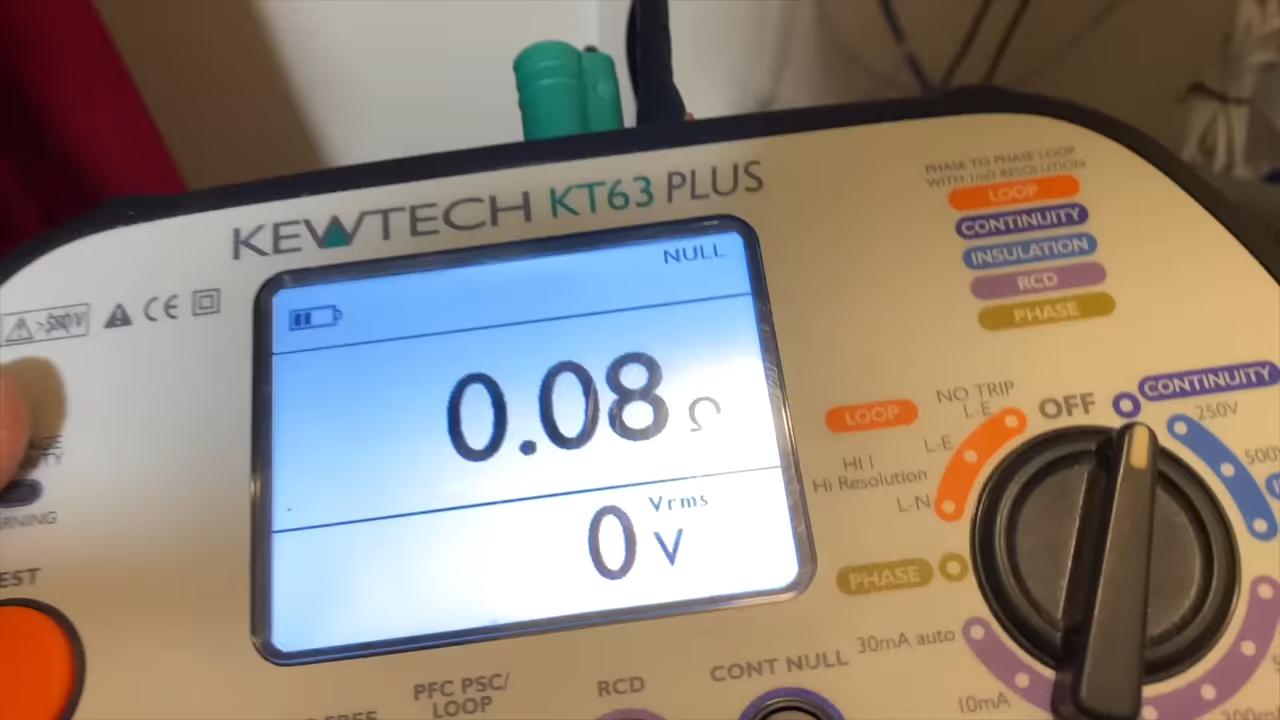 KEWTECH KT63 PLUS
NULL
0.08 Ω
Vrms
0 V
CE
PHASE TO PHASE LOOP
WITH 1mΩ RESOLUTION
LOOP
CONTINUITY
INSULATION
RCD
PHASE
LOOP
NO TRIP
L-E
L-E
HI I
Hi Resolution
L-N
PHASE
OFF
CONTINUITY
250V
30mA auto
10mA
CONT NULL
RCD
PFC PSC/
LOOP